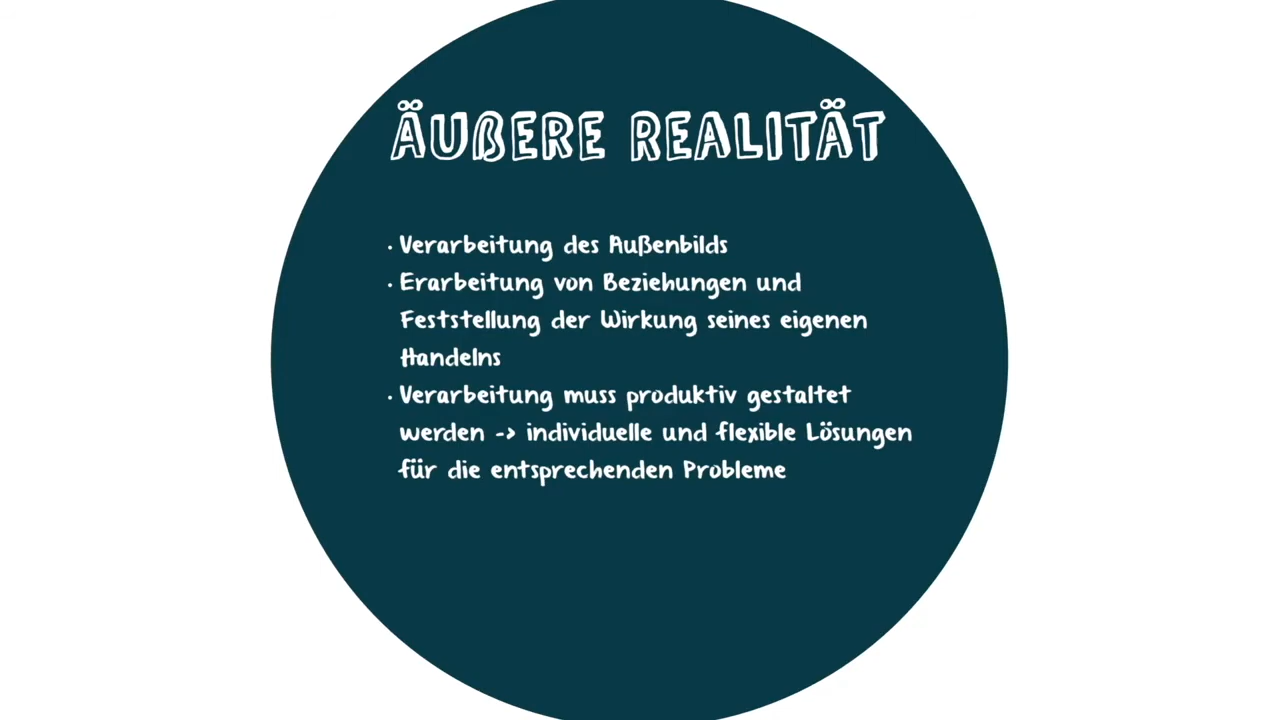 ÄUßERE REALITÄT
· Verarbeitung des Außenbilds
· Erarbeitung von Beziehungen und
Feststellung der Wirkung seines eigenen
Handelns
· Verarbeitung muss produktiv gestaltet
werden -> individuelle und flexible Lösungen
für die entsprechenden Probleme